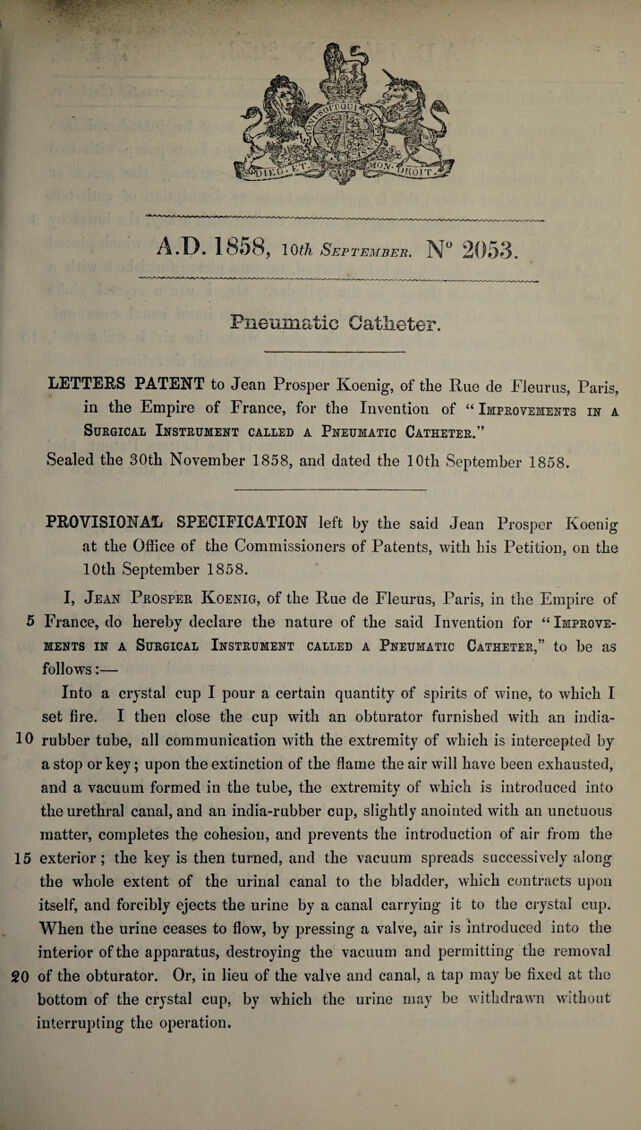 HONI SOIT QUI MAL Y
DIEU ET MON DROIT
A.D. 1858, 10th SEPTEMBER. N° 2053.
Pneumatic Catheter.
LETTERS PATENT to Jean Prosper Koenig, of the Rue de Fleurus, Paris,
in the Empire of France, for the Invention of “IMPROVEMENTS IN A
SURGICAL INSTRUMENT CALLED A PNEUMATIC CATHETER.”
Sealed the 30th November 1858, and dated the 10th September 1858.
PROVISIONAL SPECIFICATION left by the said Jean Prosper Koenig
at the Office of the Commissioners of Patents, with his Petition, on the
10th September 1858.
I, JEAN PROSPER KOENIG, of the Rue de Fleurus, Paris, in the Empire of
5 France, do hereby declare the nature of the said Invention for “IMPROVE-
MENTS IN A SURGICAL INSTRUMENT CALLED A PNEUMATIC CATHETER,” to be as
follows:—
Into a crystal cup I pour a certain quantity of spirits of wine, to which I
set fire. I then close the cup with an obturator furnished with an india-
10 rubber tube, all communication with the extremity of which is intercepted by
a stop or key; upon the extinction of the flame the air will have been exhausted,
and a vacuum formed in the tube, the extremity of which is introduced into
the urethral canal, and an india-rubber cup, slightly anointed with an unctuous
matter, completes the cohesion, and prevents the introduction of air from the
15 exterior; the key is then turned, and the vacuum spreads successively along
the whole extent of the urinal canal to the bladder, which contracts upon
itself, and forcibly ejects the urine by a canal carrying it to the crystal cup.
When the urine ceases to flow, by pressing a valve, air is introduced into the
interior of the apparatus, destroying the vacuum and permitting the removal
20 of the obturator. Or, in lieu of the valve and canal, a tap may be fixed at the
bottom of the crystal cup, by which the urine may be withdrawn without
interrupting the operation.